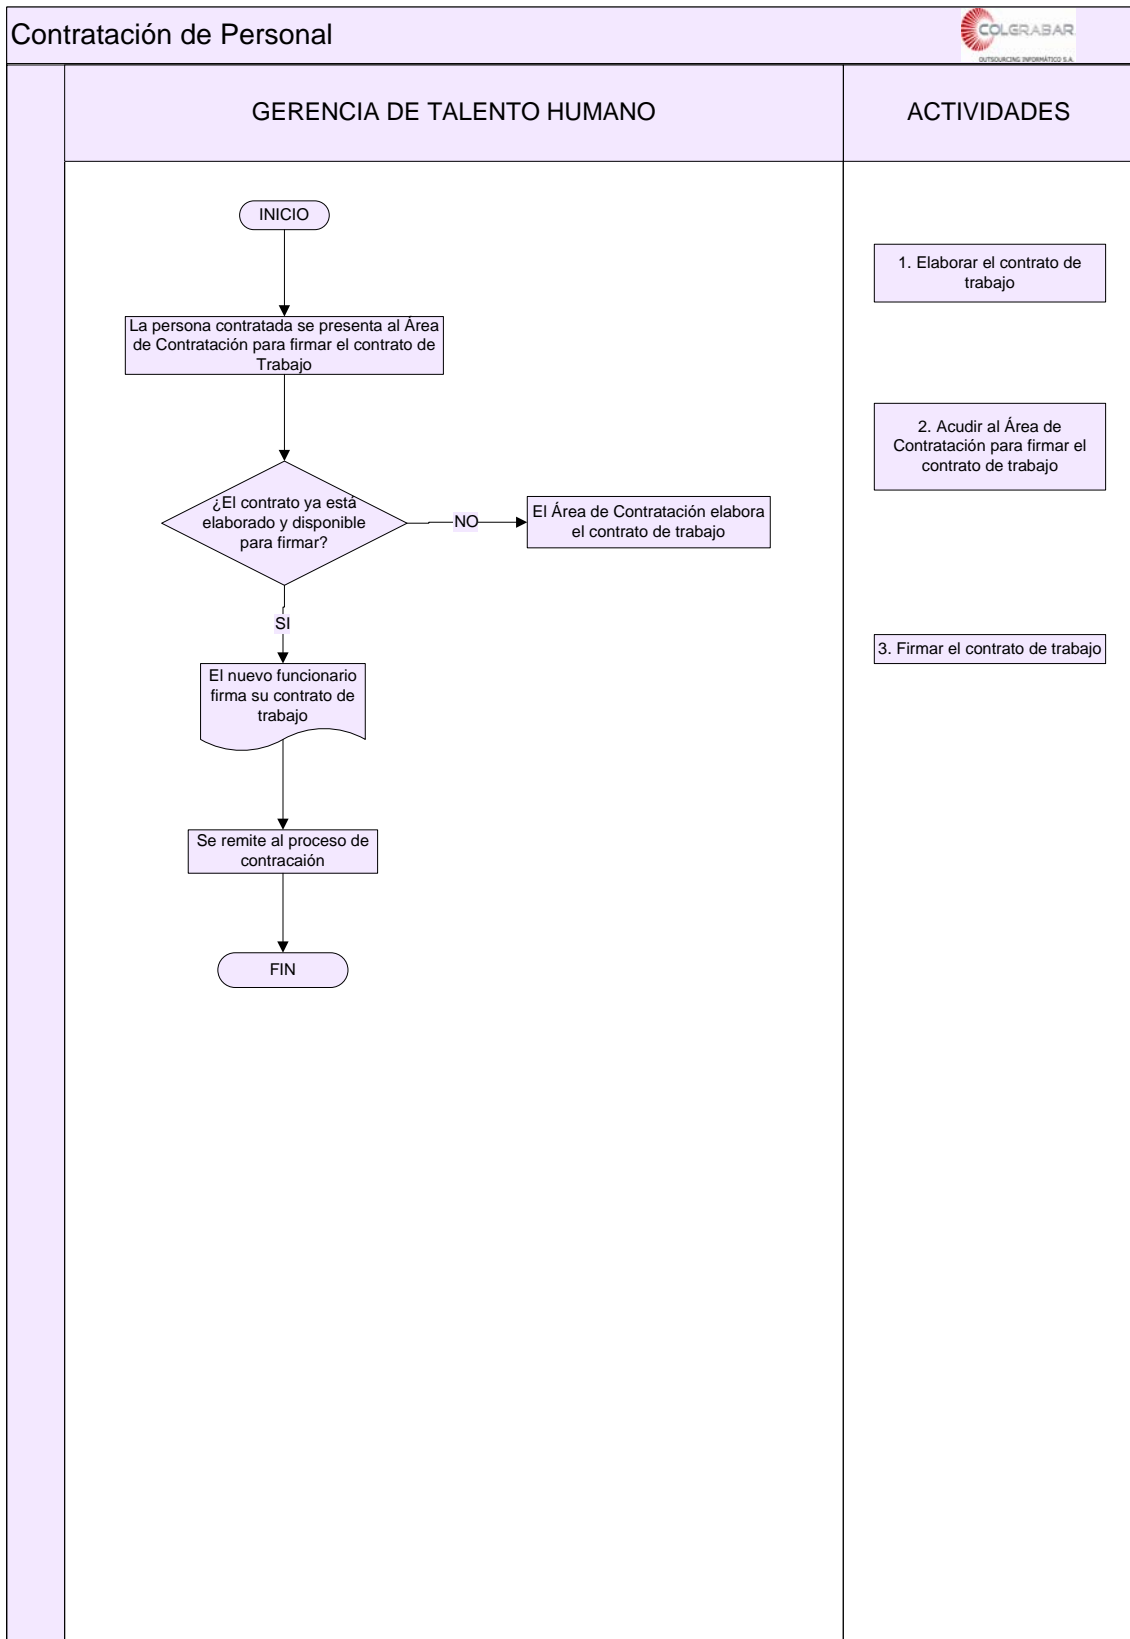 Contratación de Personal
COLGRABAR
OUTSOURCING INFORMÁTICO S.A.
GERENCIA DE TALENTO HUMANO
ACTIVIDADES
INICIO
1. Elaborar el contrato de
trabajo
La persona contratada se presenta al Área
de Contratación para firmar el contrato de
Trabajo
2. Acudir al Área de
Contratación para firmar el
contrato de trabajo
¿El contrato ya está
elaborado y disponible
para firmar?
NO
El Área de Contratación elabora
el contrato de trabajo
SI
3. Firmar el contrato de trabajo
El nuevo funcionario
firma su contrato de
trabajo
Se remite al proceso de
contracaión
FIN